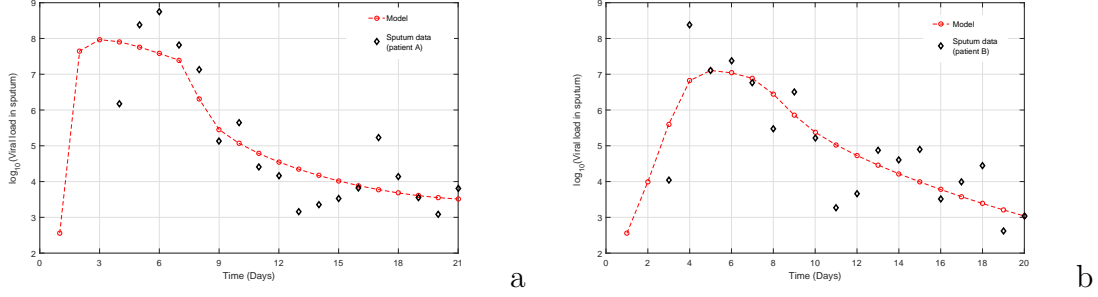 9
8
7
6
5
4
3
2
0 3 6 9 12 15 18 21
Time (Days)
log10(Viral load in sputum)
Model
Sputum data
(patient A)
a
9
8
7
6
5
4
3
2
0 2 4 6 8 10 12 14 16 18 20
Time (Days)
log10(Viral load in sputum)
Model
Sputum data
(patient B)
b